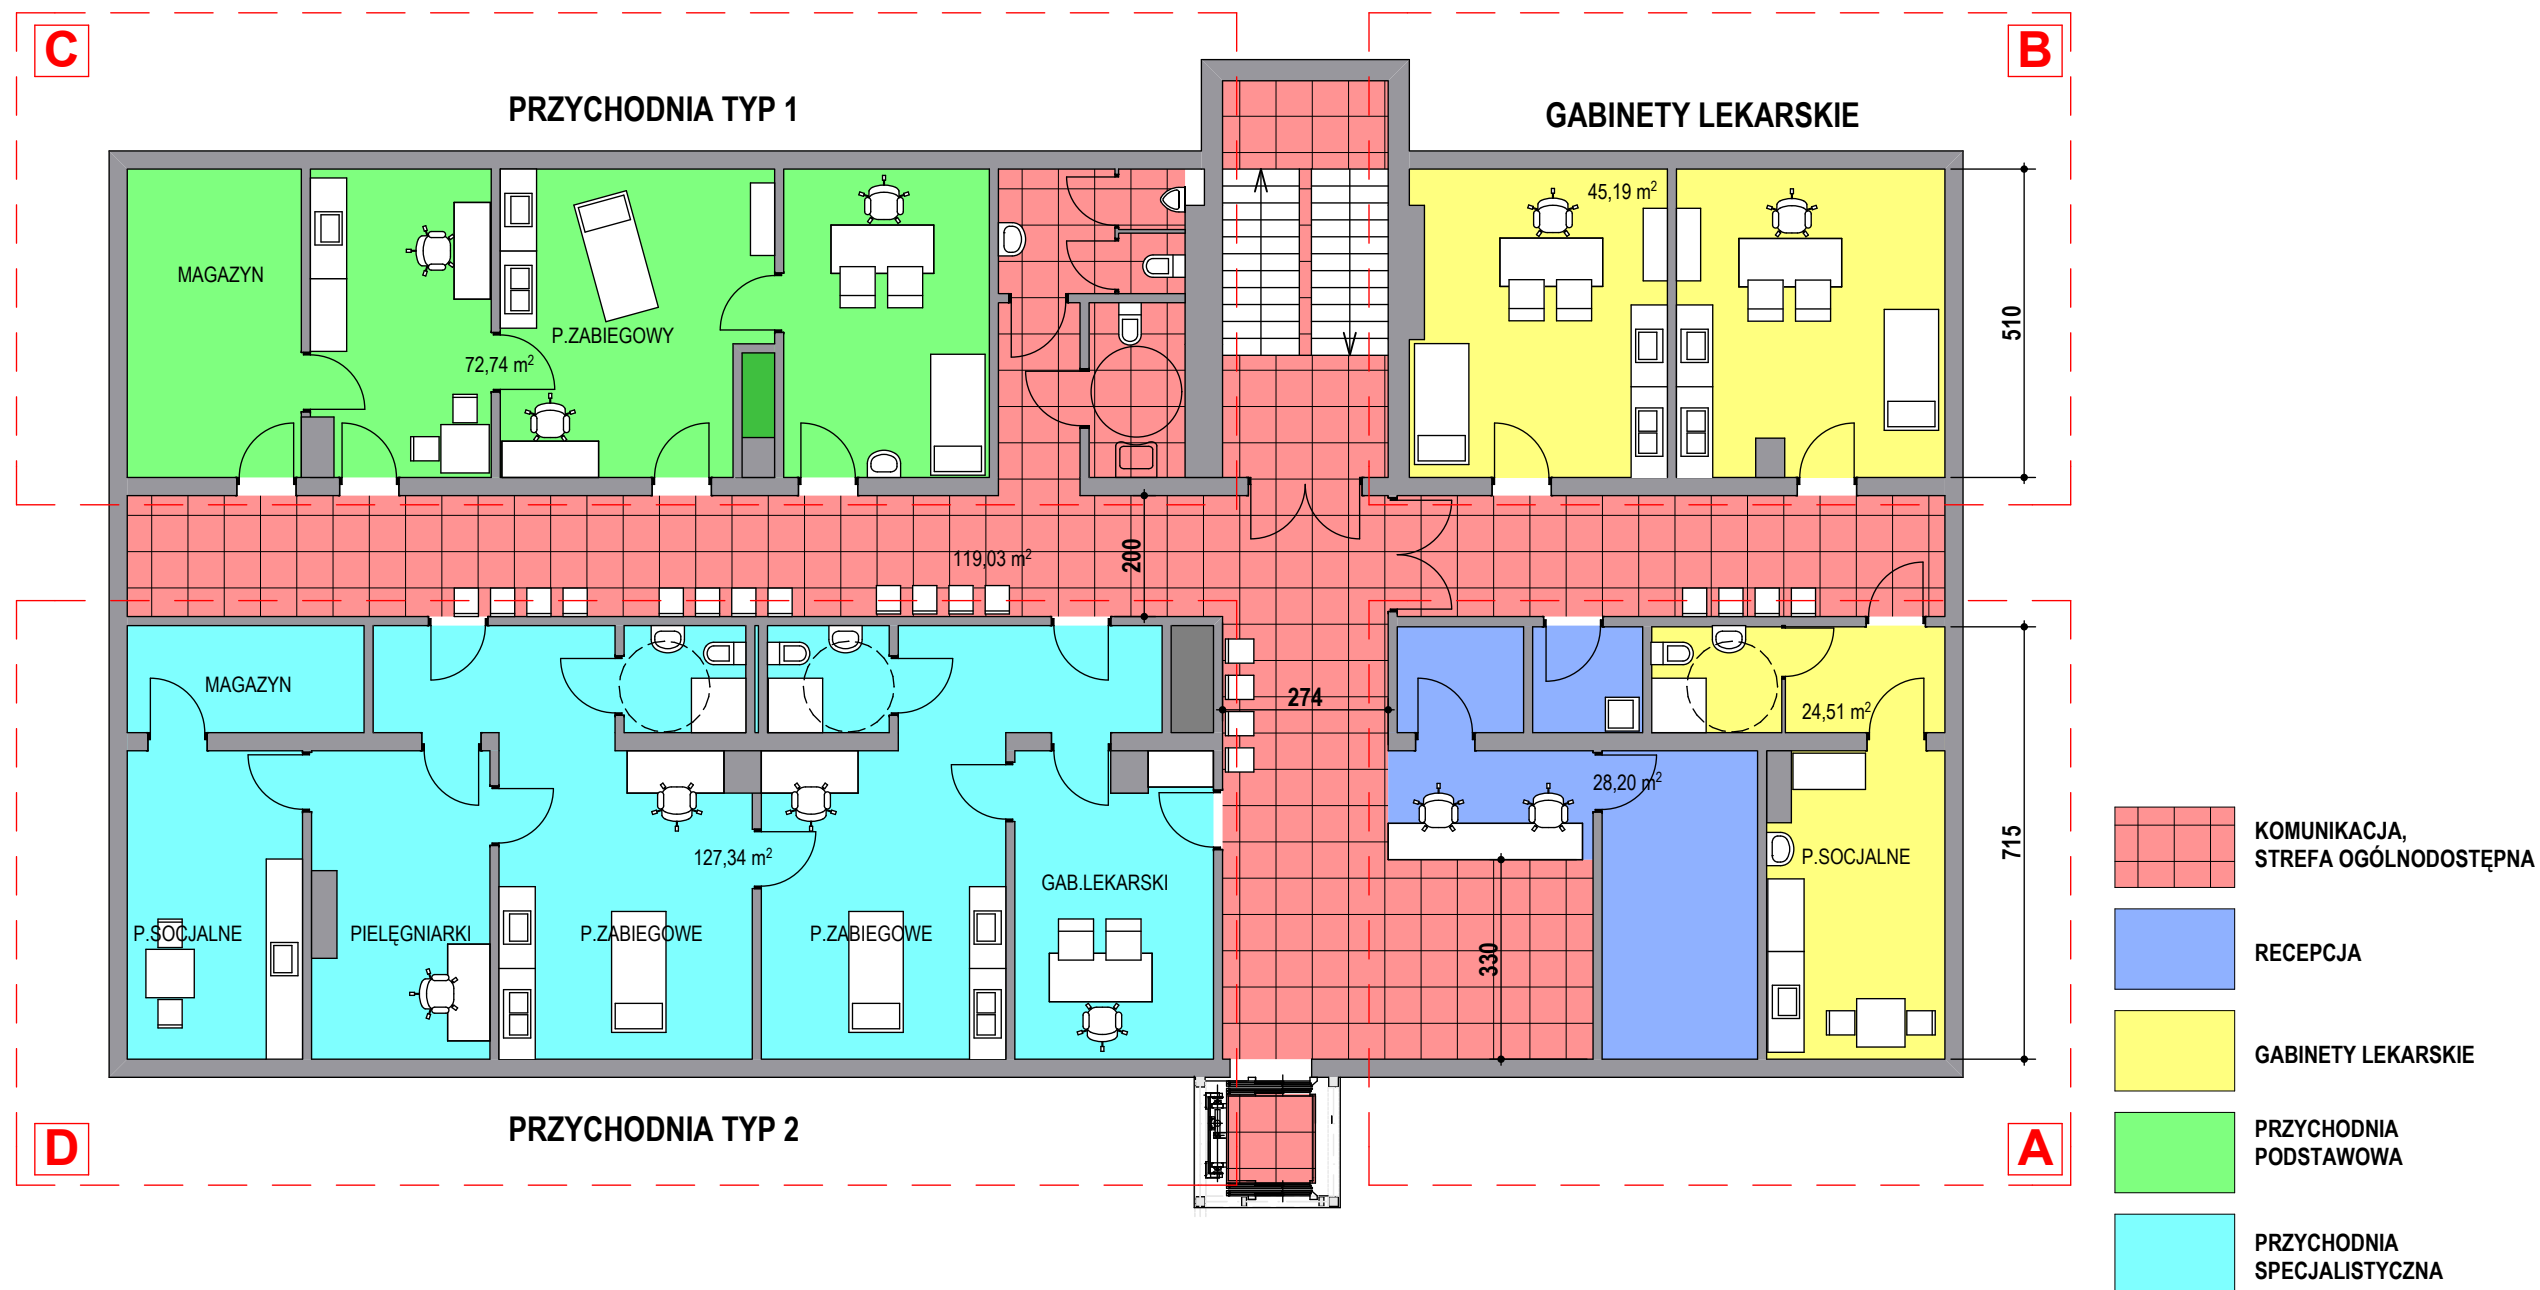 C
B
PRZYCHODNIA TYP 1
GABINETY LEKARSKIE
45,19 m²
MAGAZYN
P.ZABIEGOWY
72,74 m²
510
119,03 m²
200
MAGAZYN
274
24,51 m²
28,20 m²
127,34 m²
P.SOCJALNE
GAB.LEKARSKI
715
P.SOCJALNE
PIELĘGNIARKI
P.ZABIEGOWE
P.ZABIEGOWE
330
PRZYCHODNIA TYP 2
D
A
KOMUNIKACJA,
STREFA OGÓLNODOSTĘPNA
RECEPCJA
GABINETY LEKARSKIE
PRZYCHODNIA
PODSTAWOWA
PRZYCHODNIA
SPECJALISTYCZNA